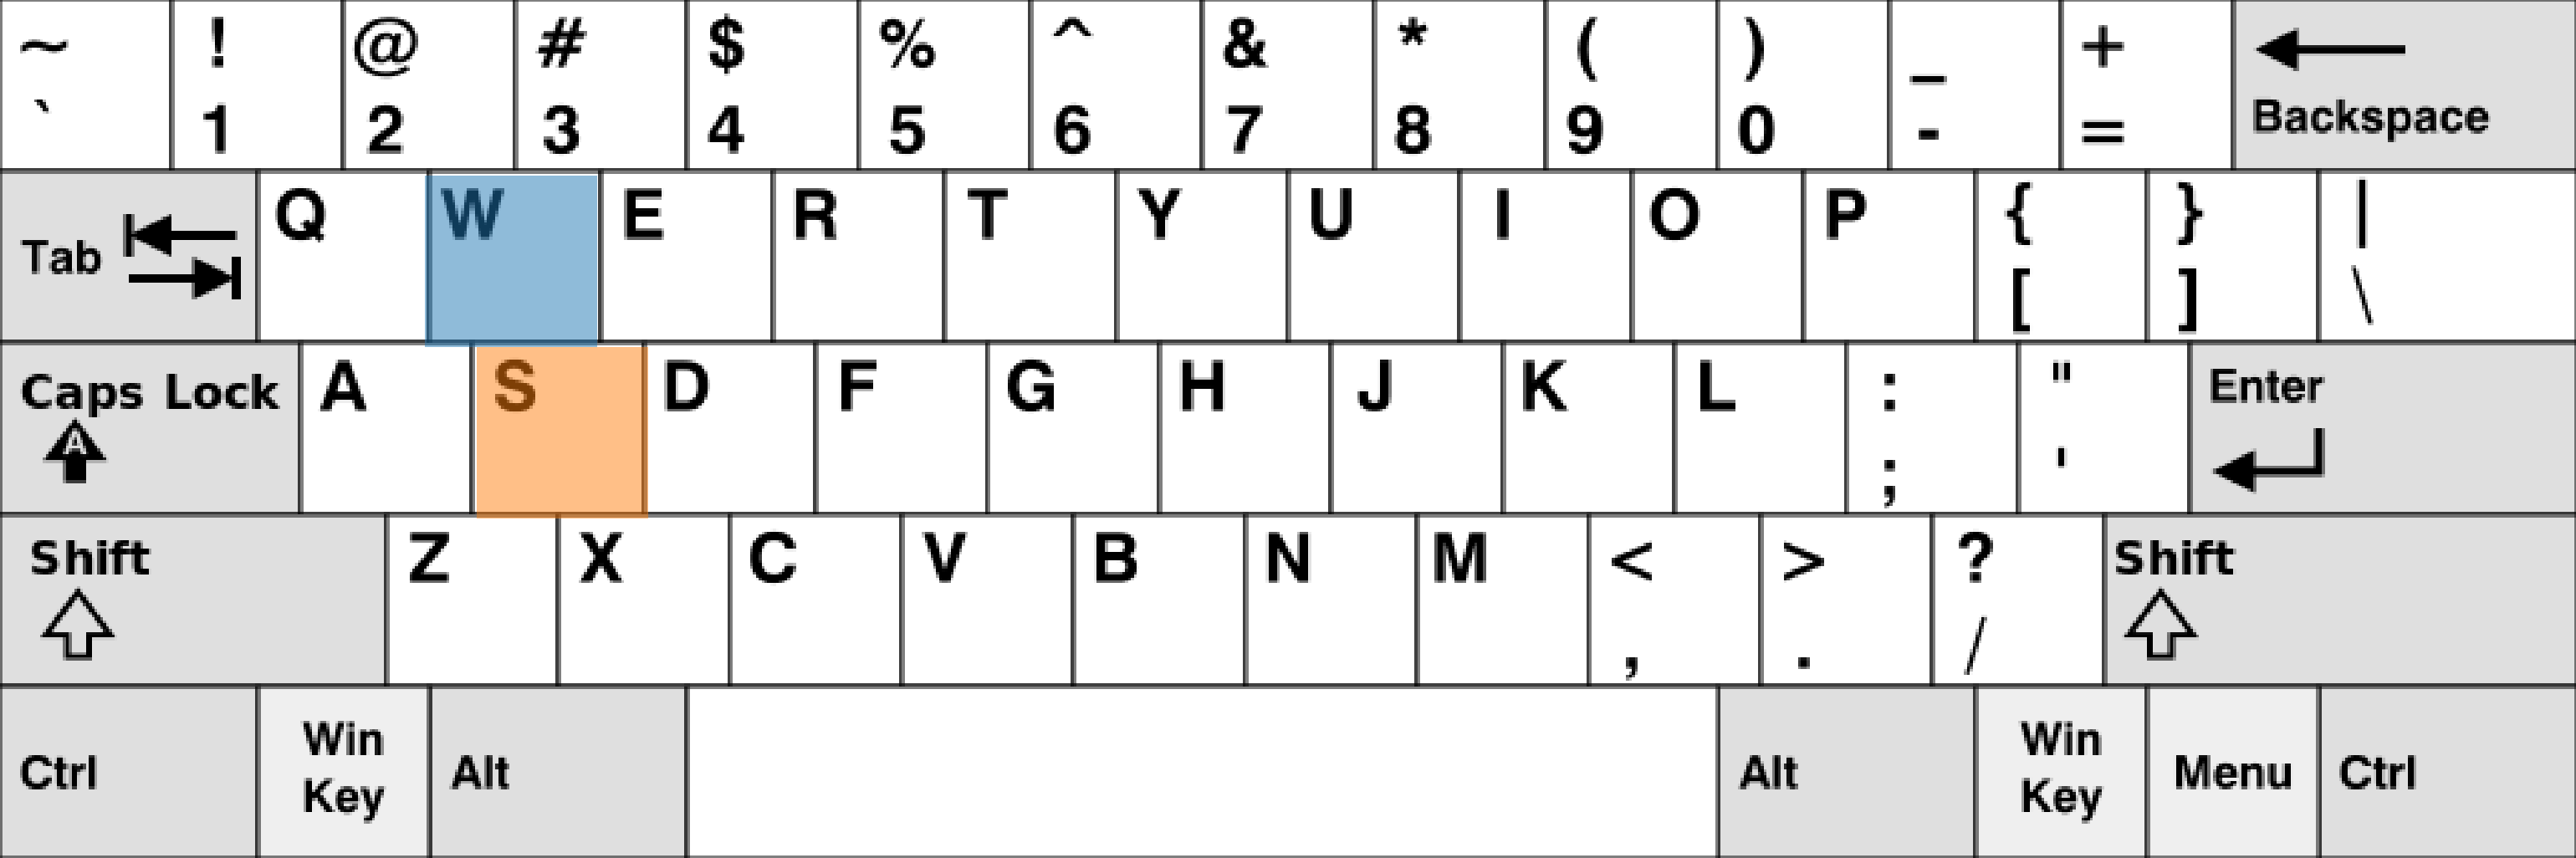 ~ ! @ # $ % ^ & * ( ) _ +
` 1 2 3 4 5 6 7 8 9 0 - = Backspace
Tab Q W E R T Y U I O P { } |
[ ] \
Caps Lock A S D F G H J K L : " Enter
A ; '
Shift Z X C V B N M < > ? Shift
, . /
Ctrl Win Key Alt Alt Win Key Menu Ctrl